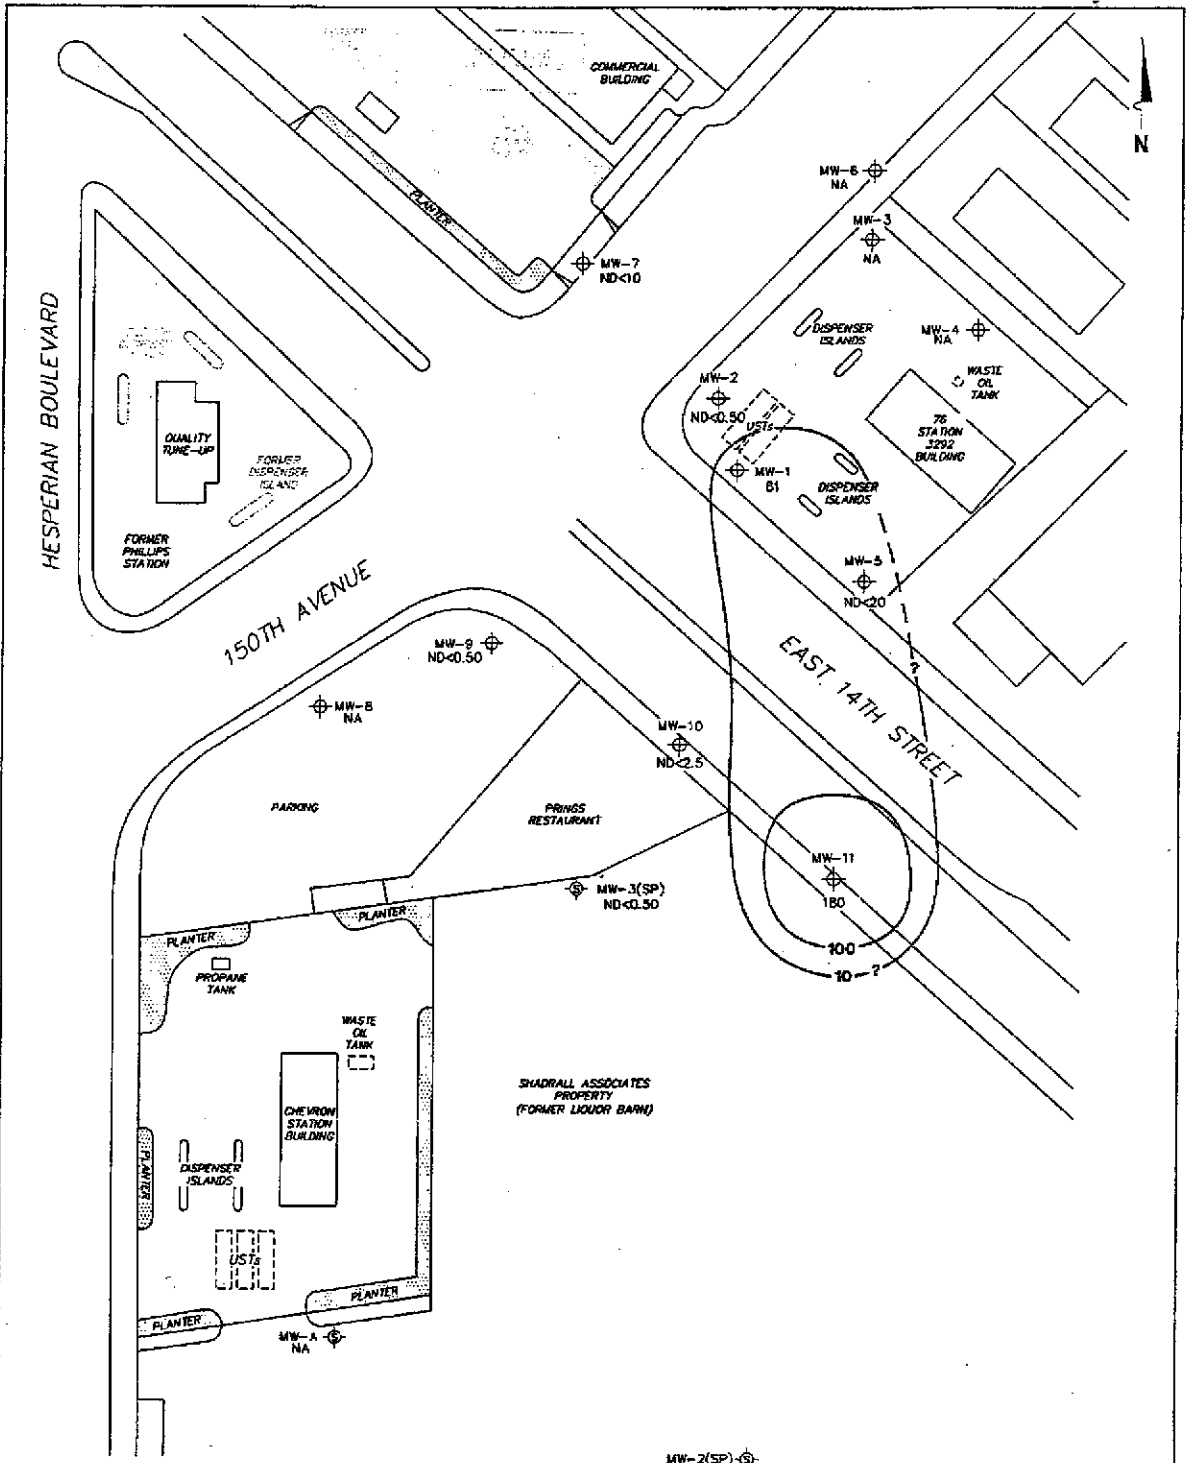 COMMERCIAL
BUILDING
N
MW-6
NA
MW-3
NA
PLANTER
MW-7
ND<10
HESPERIAN BOULEVARD
DISPENSER
ISLANDS
MW-4
NA
WASTE
OIL
TANK
MW-2
ND<0.50
USTs
76
STATION
3292
BUILDING
QUALITY
TUNE-UP
FORMER
DISPENSER
ISLAND
MW-1
61
DISPENSER
ISLANDS
FORMER
PHILLIPS
STATION
MW-5
ND<20
150TH AVENUE
MW-9
ND<0.50
EAST 14TH STREET
?
MW-8
NA
MW-10
ND<2.5
PARKING
PRINGS
RESTAURANT
MW-11
180
MW-3(SP)
ND<0.50
PLANTER
PLANTER
100
10 ?
PROPANE
TANK
WASTE
OIL
TANK
SHADRALL ASSOCIATES
PROPERTY
(FORMER LIQUOR BARN)
CHEVRON
STATION
BUILDING
PLANTER
DISPENSER
ISLANDS
USTs
PLANTER
PLANTER
MW-A
NA
MW-2(SP)